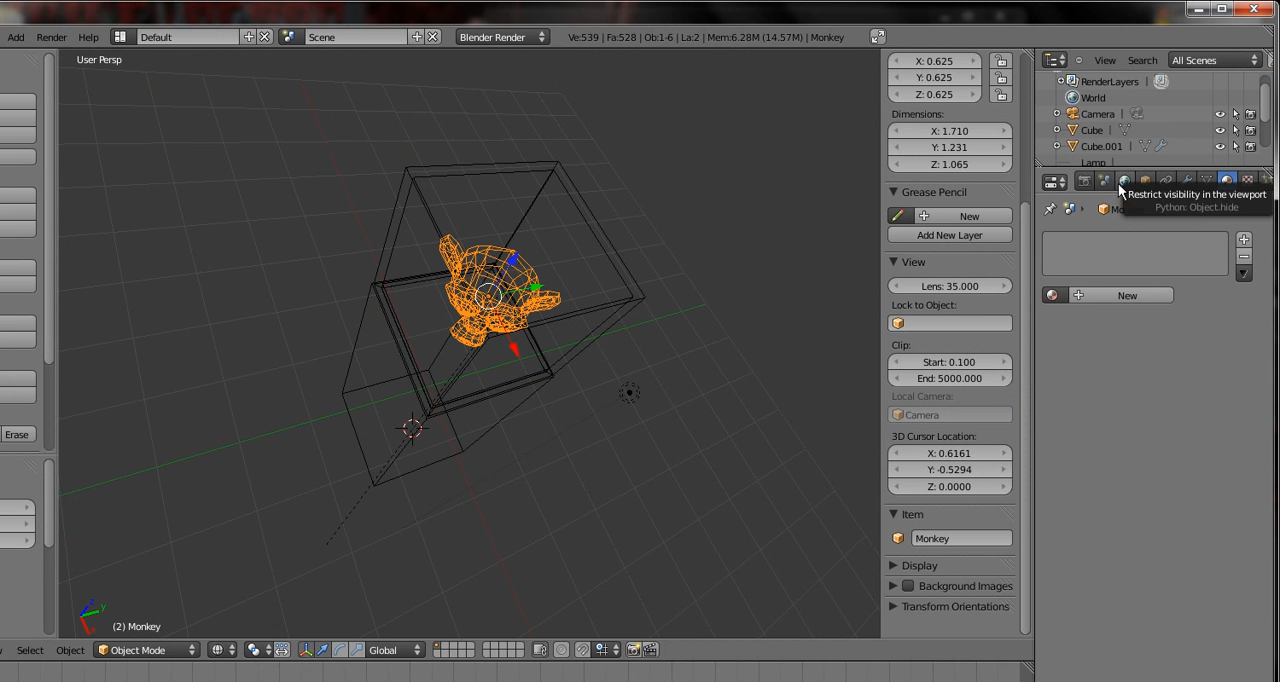 Add Render Help Default Scene Blender Render Ve:539 | Fa:528 | Ob:1-6 | La:2 | Mem:6.28M (14.57M) | Monkey
User Persp
X: 0.625
Y: 0.625
Z: 0.625
Dimensions:
X: 1.710
Y: 1.231
Z: 1.065
Grease Pencil
New
Add New Layer
View
Lens: 35.000
Lock to Object:
Clip:
Start: 0.100
End: 5000.000
Local Camera:
Camera
3D Cursor Location:
X: 0.6161
Y: -0.5294
Z: 0.0000
Item
Monkey
Display
Background Images
Transform Orientations
View Search All Scenes
RenderLayers
World
Camera
Cube
Cube.001
Lamp
Restrict visibility in the viewport
Python: Object.hide
New
Erase
z
y
x
(2) Monkey
Select Object Object Mode Global